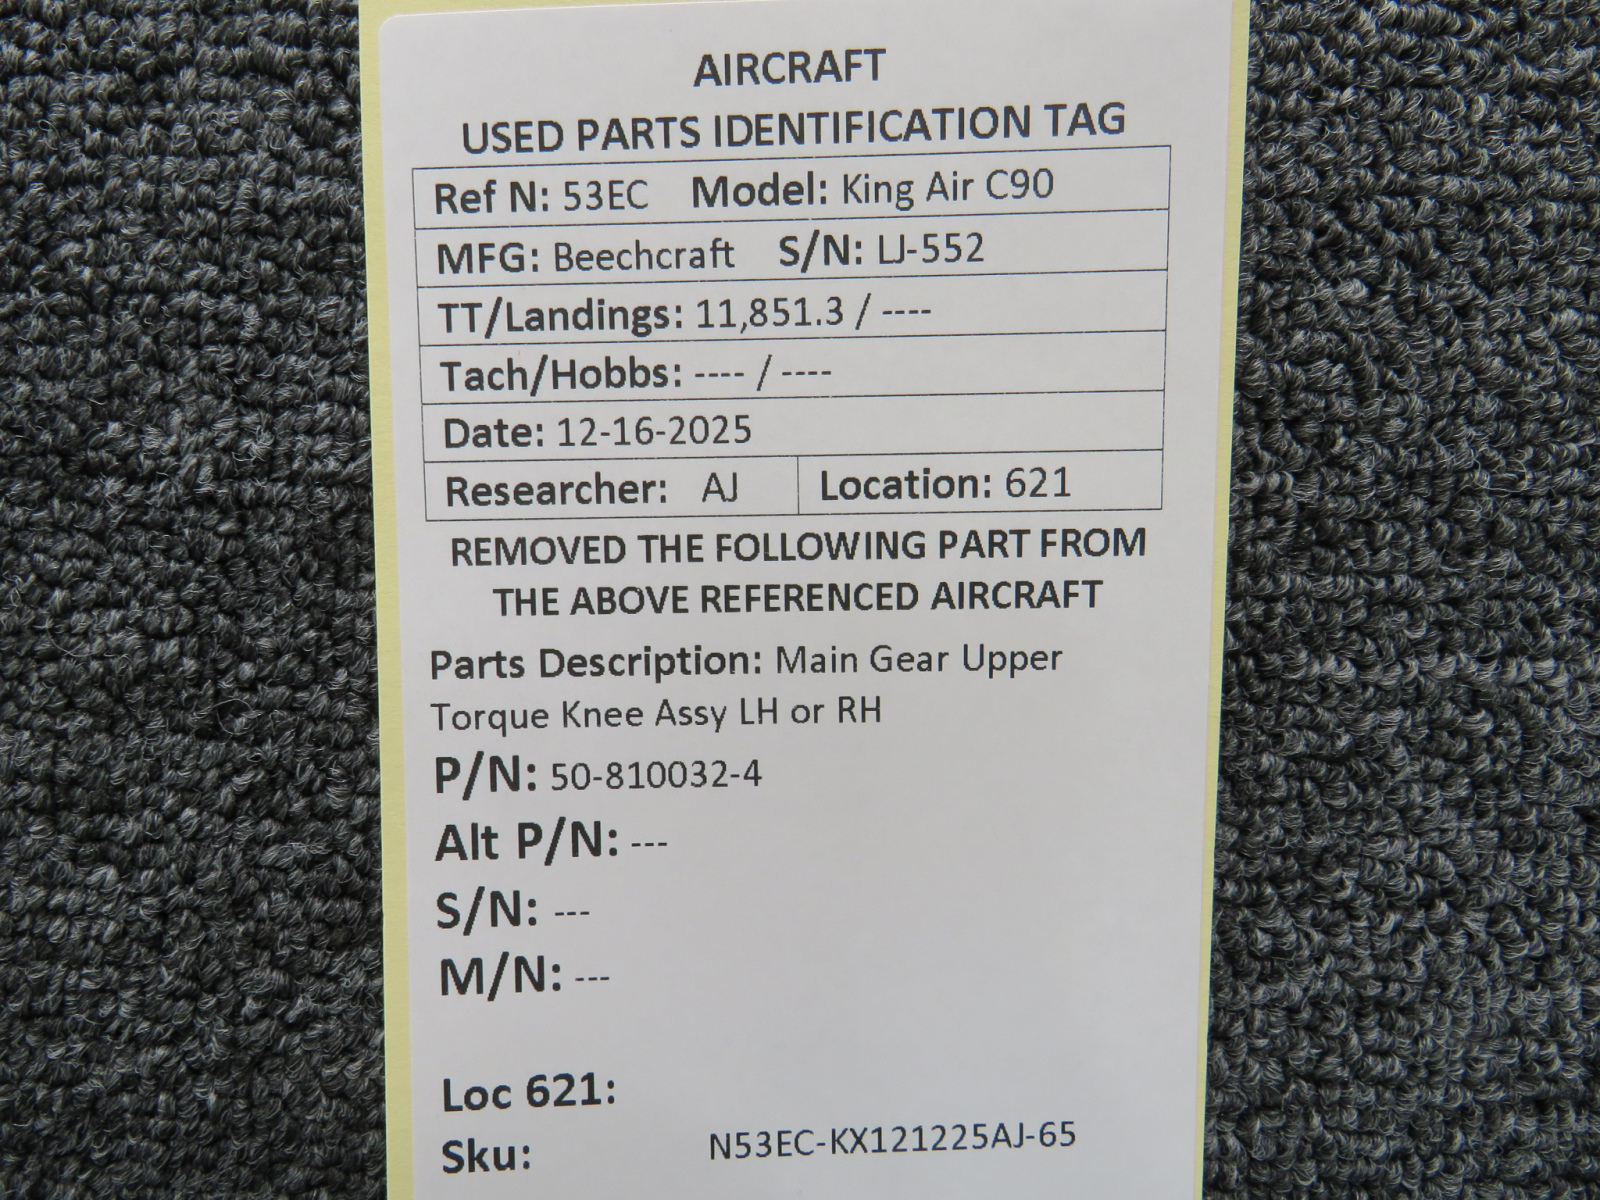 AIRCRAFT
USED PARTS IDENTIFICATION TAG
Ref N: 53EC Model: King Air C90
MFG: Beechcraft S/N: LJ-552
TT/Landings: 11,851.3 / ----
Tach/Hobbs: ---- / ----
Date: 12-16-2025
Researcher: AJ Location: 621
REMOVED THE FOLLOWING PART FROM
THE ABOVE REFERENCED AIRCRAFT
Parts Description: Main Gear Upper
Torque Knee Assy LH or RH
P/N: 50-810032-4
Alt P/N: ---
S/N: ---
M/N: ---
Loc 621:
Sku: N53EC-KX121225AJ-65